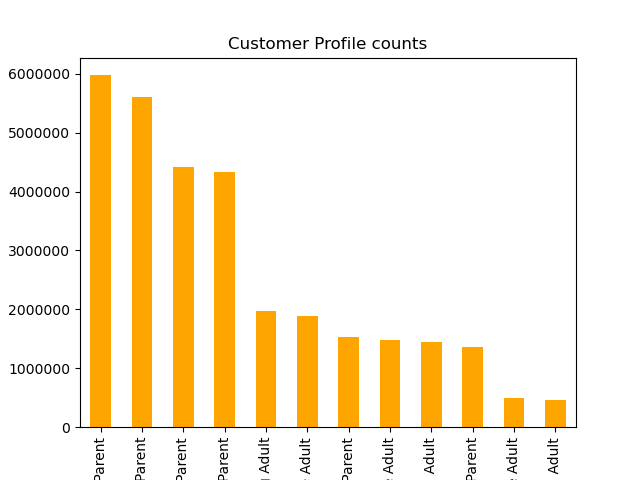 Customer Profile counts
6000000
5000000
4000000
3000000
2000000
1000000
0
Parent
Parent
Parent
Parent
Adult
Adult
Parent
Adult
Adult
Parent
Adult
Adult